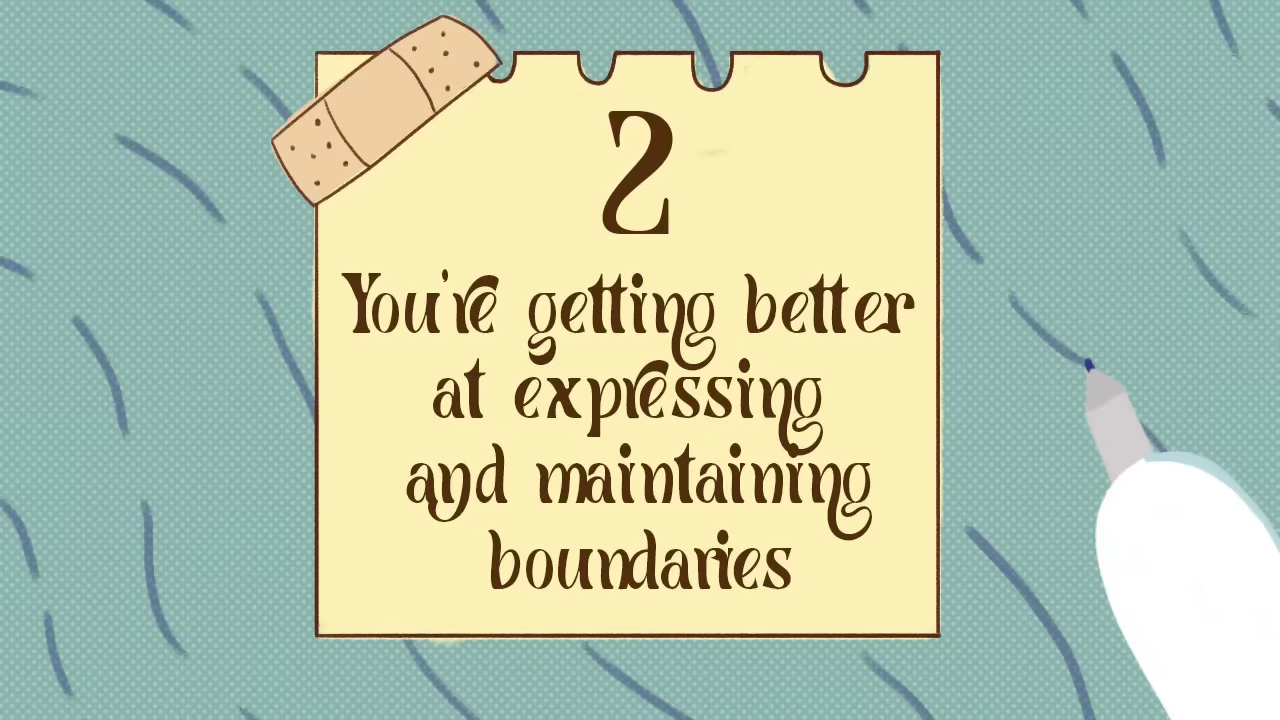 2
You're getting better
at expressing
and maintaining
boundaries